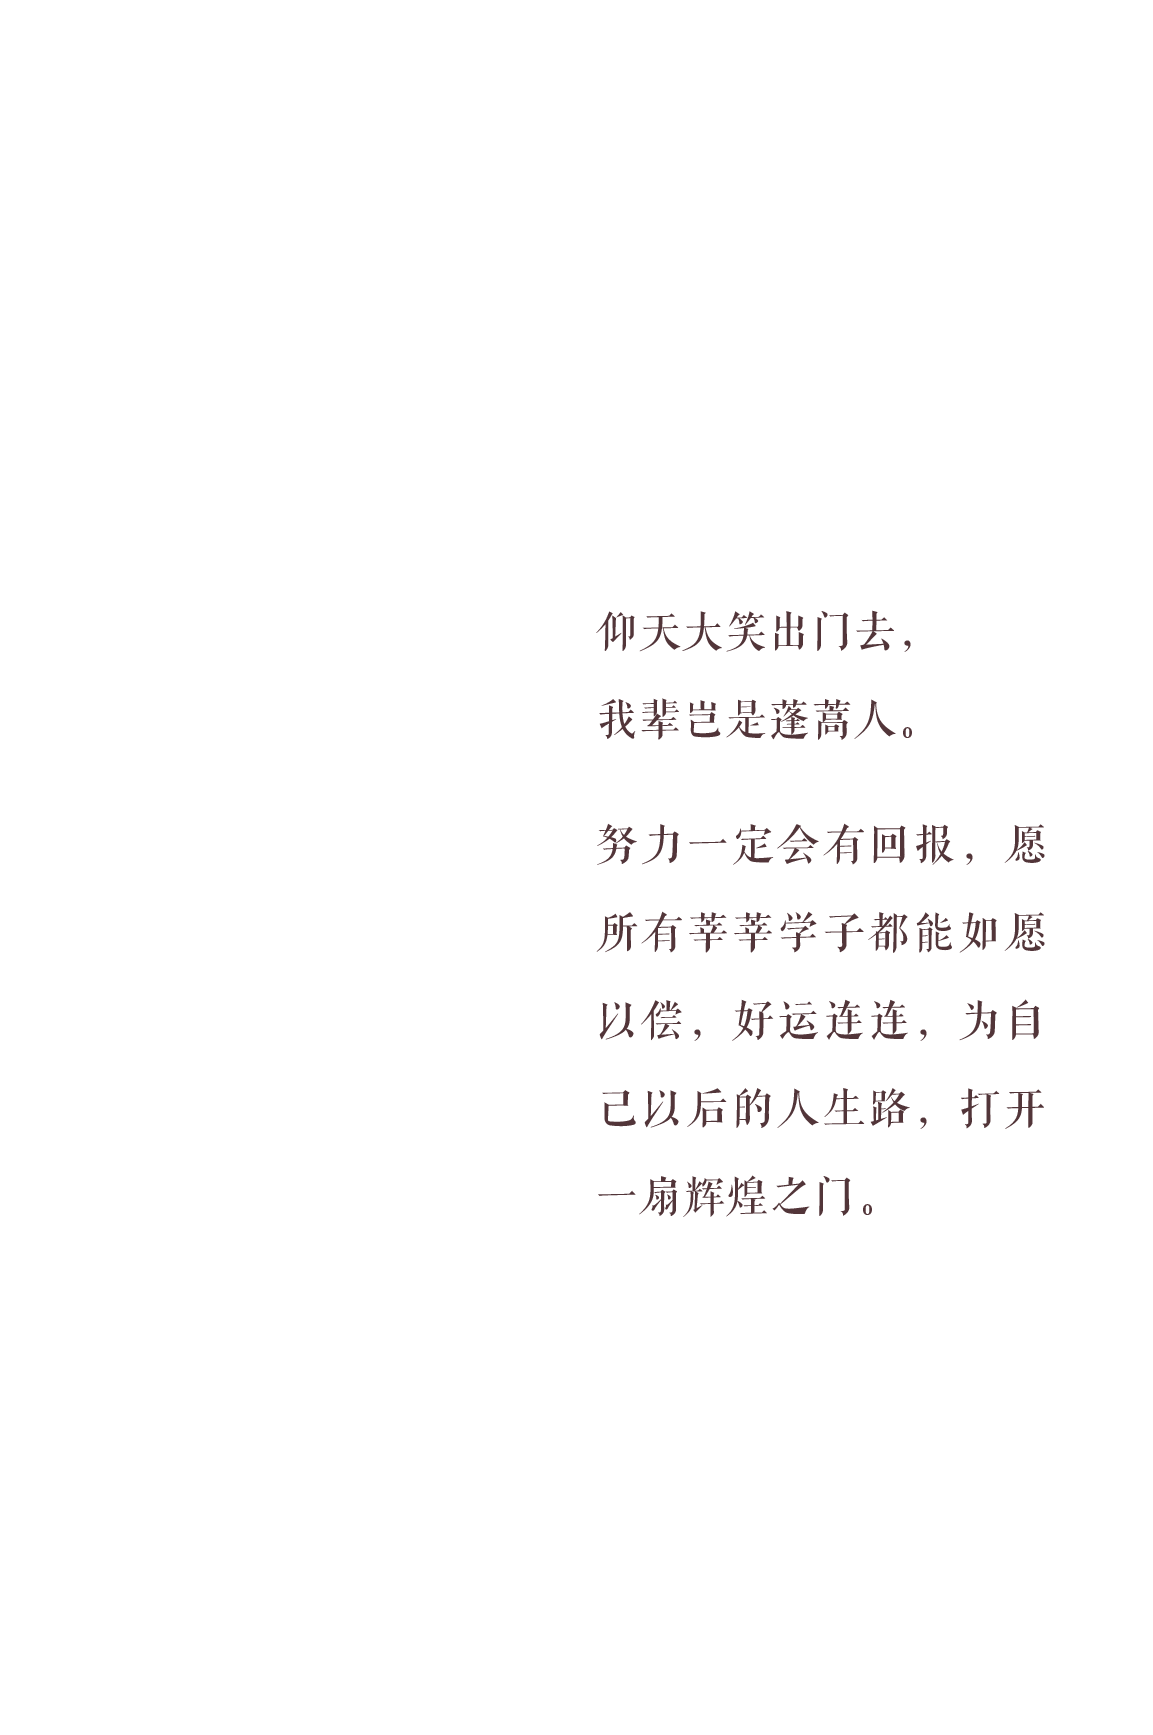 仰天大笑出门去，
我辈岂是蓬蒿人。
努力一定会有回报，愿
所有莘莘学子都能如愿
以偿，好运连连，为自
己以后的人生路，打开
一扇辉煌之门。